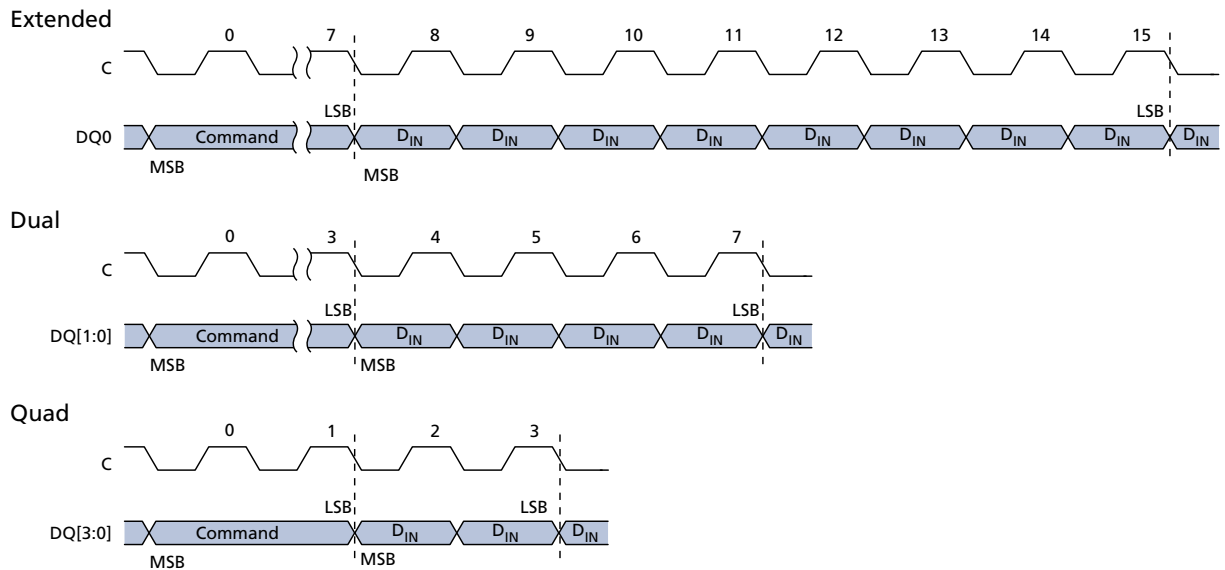 Extended
0 7 8 9 10 11 12 13 14 15
C
LSB LSB
DQ0 Command DIN DIN DIN DIN DIN DIN DIN DIN DIN
MSB MSB
Dual
0 3 4 5 6 7
C
LSB LSB
DQ[1:0] Command DIN DIN DIN DIN DIN
MSB MSB
Quad
0 1 2 3
C
LSB LSB
DQ[3:0] Command DIN DIN DIN
MSB MSB